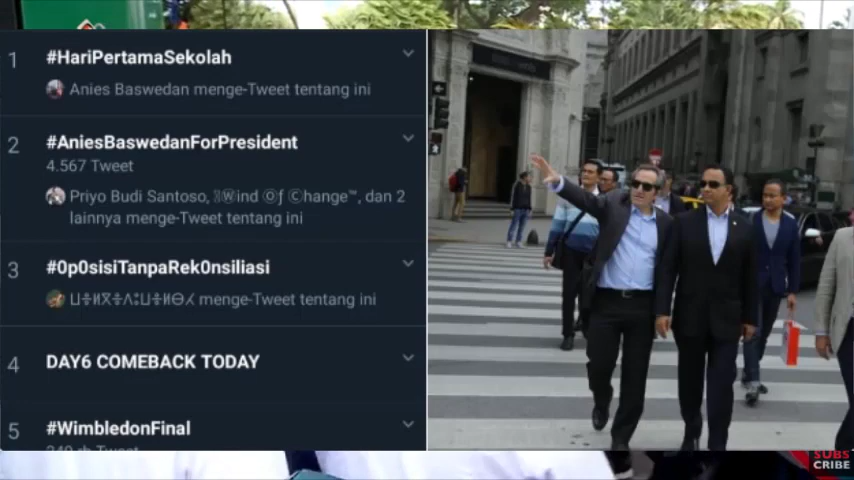 1
#HariPertamaSekolah
Anies Baswedan menge-Tweet tentang ini
2
#AniesBaswedanForPresident
4.567 Tweet
Priyo Budi Santoso, Ⓦind Ⓞƒ Ⓒhange™, dan 2
lainnya menge-Tweet tentang ini
3
#0p0sisiTanpaRek0nsiliasi
menge-Tweet tentang ini
4
DAY6 COMEBACK TODAY
5
#WimbledonFinal
Tweet
SUBS
CRIBE